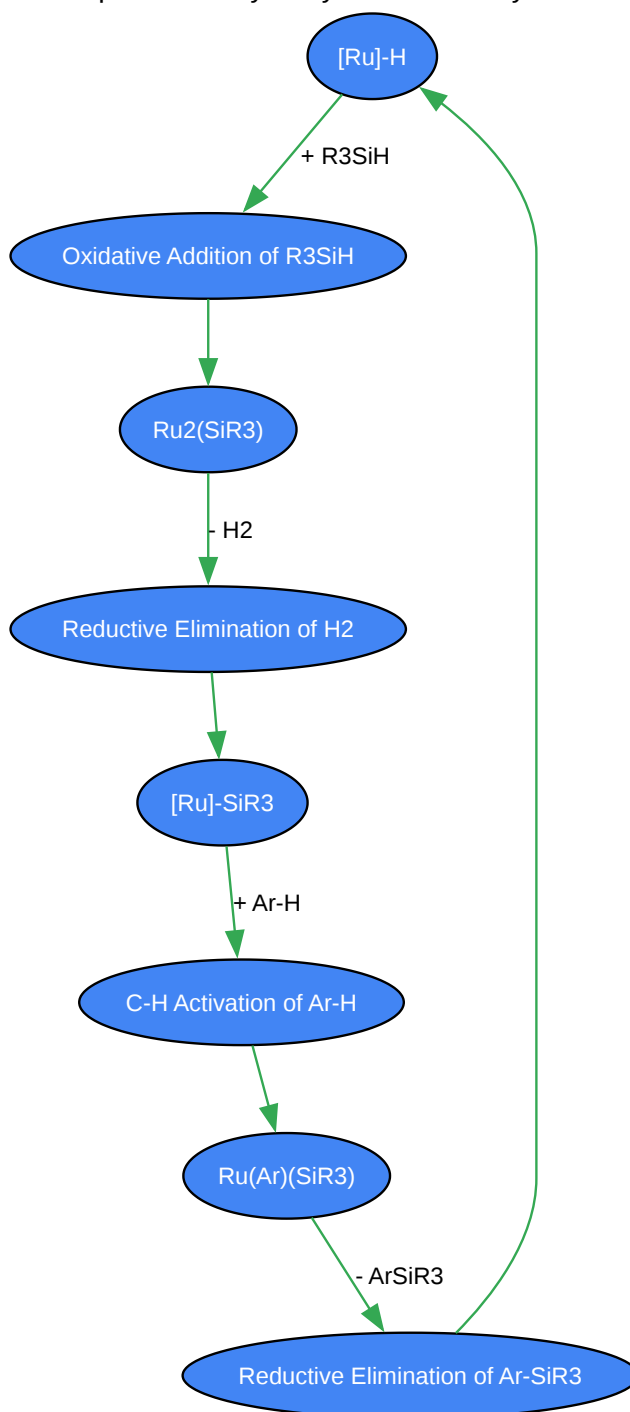 [Ru]-H
+ R3SiH
Oxidative Addition of R3SiH
Ru2(SiR3)
- H2
Reductive Elimination of H2
[Ru]-SiR3
+ Ar-H
C-H Activation of Ar-H
Ru(Ar)(SiR3)
- ArSiR3
Reductive Elimination of Ar-SiR3